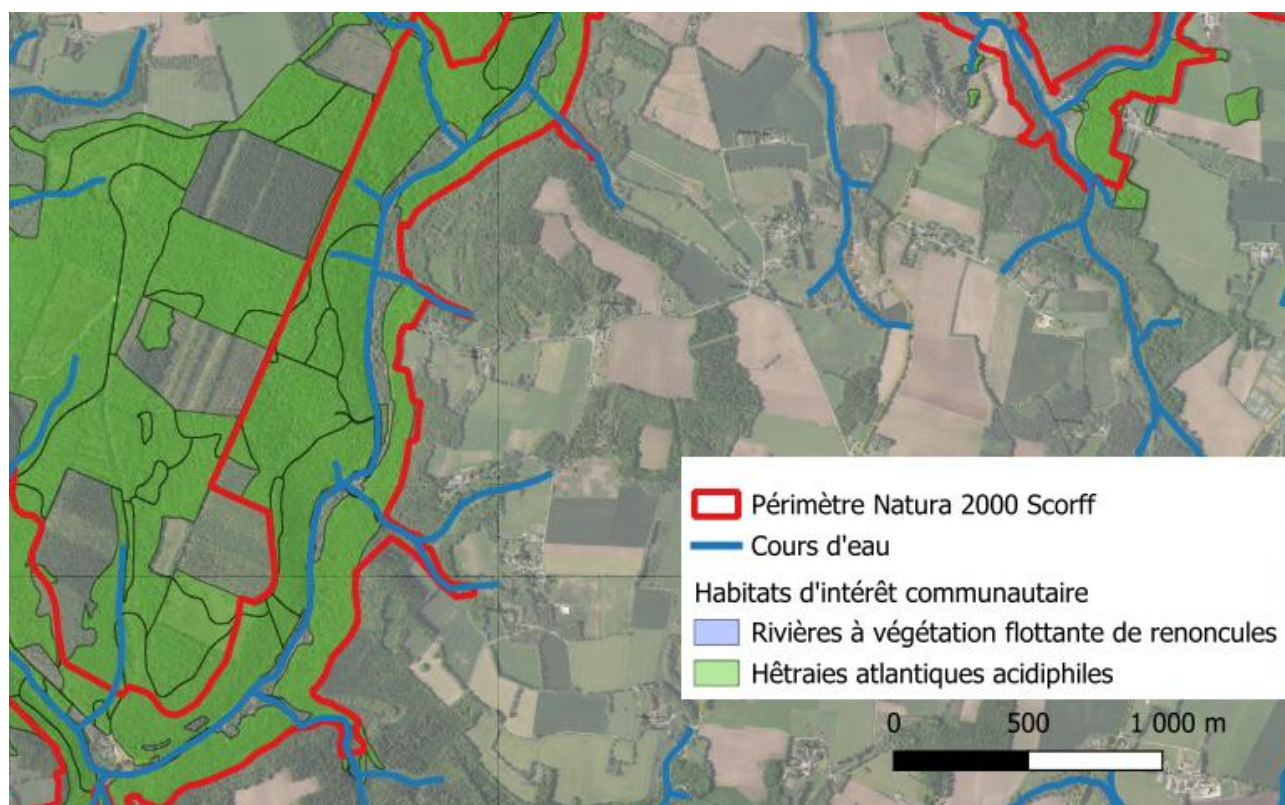 Périmètre Natura 2000 Scorff
Cours d'eau
Habitats d'intérêt communautaire
Rivières à végétation flottante de renoncules
Hêtraies atlantiques acidiphiles
0 500 1 000 m